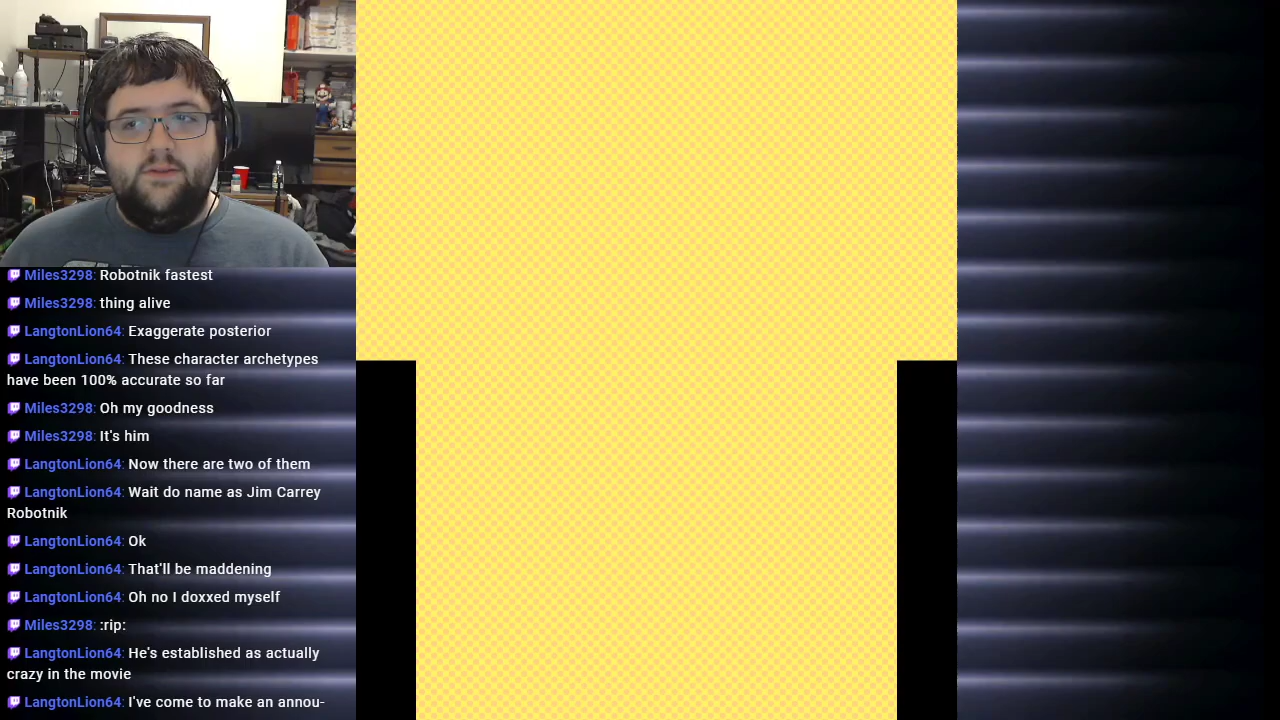 Miles3298: Robotnik fastest
Miles3298: thing alive
LangtonLion64: Exaggerate posterior
LangtonLion64: These character archetypes
have been 100% accurate so far
Miles3298: Oh my goodness
Miles3298: It's him
LangtonLion64: Now there are two of them
LangtonLion64: Wait do name as Jim Carrey
Robotnik
LangtonLion64: Ok
LangtonLion64: That'll be maddening
LangtonLion64: Oh no I doxxed myself
Miles3298: :rip:
LangtonLion64: He's established as actually
crazy in the movie
LangtonLion64: I've come to make an annou-